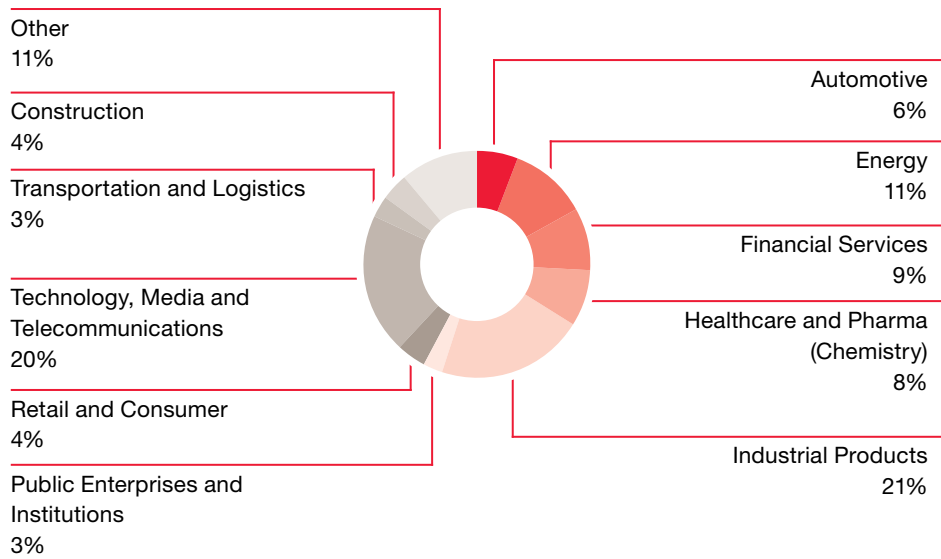 Other
11%
Construction
4%
Transportation and Logistics
3%
Technology, Media and
Telecommunications
20%
Retail and Consumer
4%
Public Enterprises and
Institutions
3%
Automotive
6%
Energy
11%
Financial Services
9%
Healthcare and Pharma
(Chemistry)
8%
Industrial Products
21%